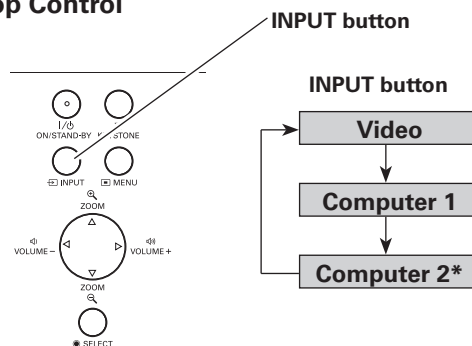 op Control
INPUT button
INPUT button
Video
Computer 1
Computer 2*
ON/STAND-BY
STONE
INPUT
MENU
ZOOM
VOLUME−
VOLUME+
ZOOM
SELECT